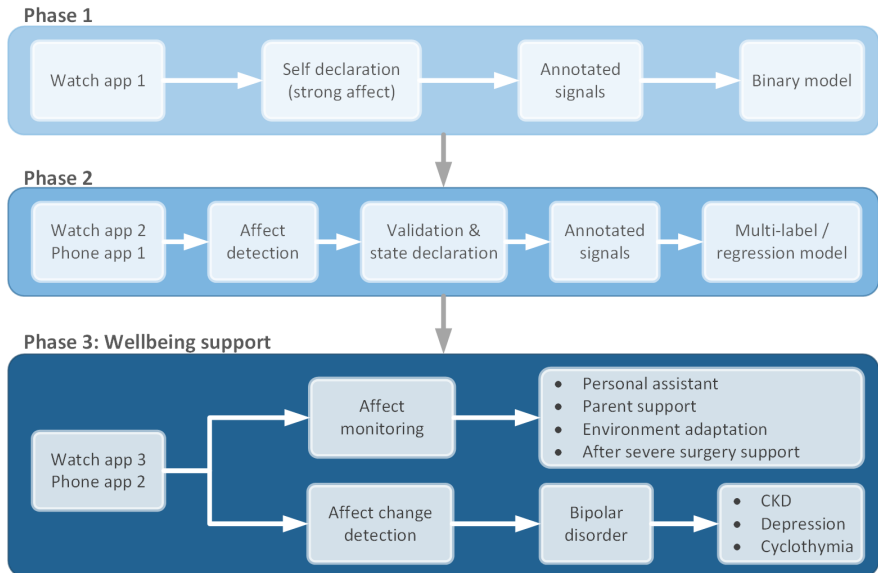 Phase 1
Watch app 1
Self declaration
(strong affect)
Annotated
signals
Binary model
Phase 2
Watch app 2
Phone app 1
Affect
detection
Validation &
state declaration
Annotated
signals
Multi-label /
regression model
Phase 3: Wellbeing support
Watch app 3
Phone app 2
Affect
monitoring
• Personal assistant
• Parent support
• Environment adaptation
• After severe surgery support
Affect change
detection
Bipolar
disorder
• CKD
• Depression
• Cyclothymia